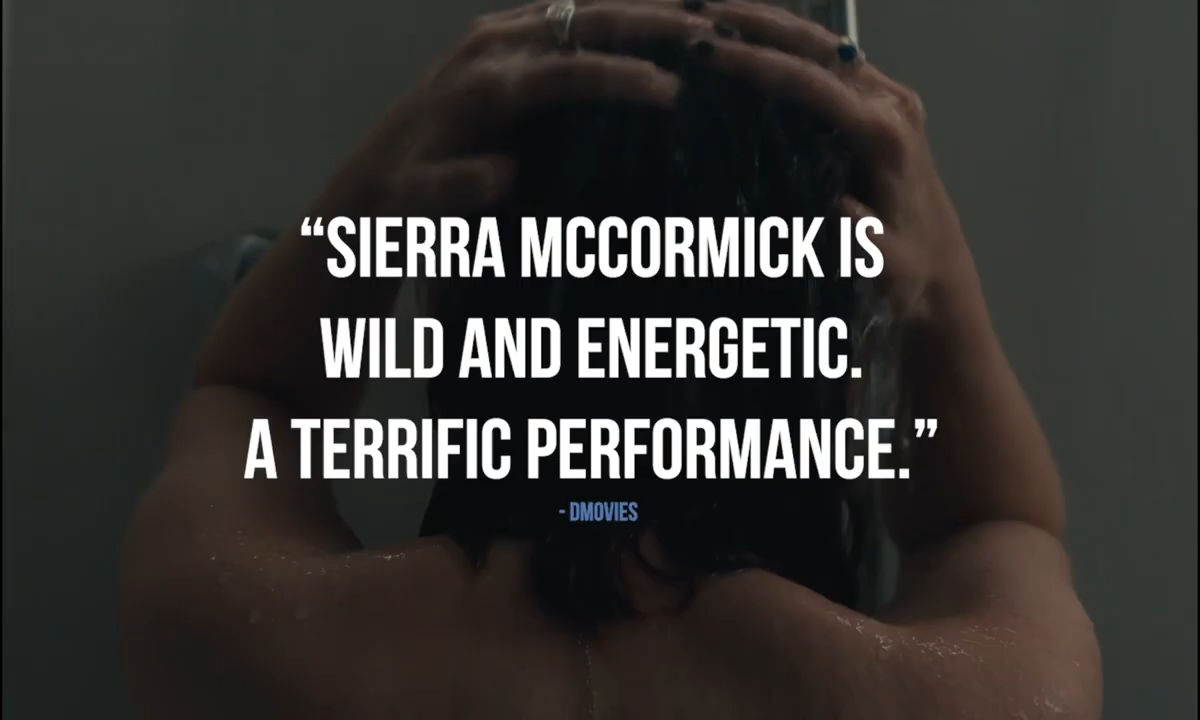 “SIERRA MCCORMICK IS
WILD AND ENERGETIC.
A TERRIFIC PERFORMANCE.”
- DMOVIES